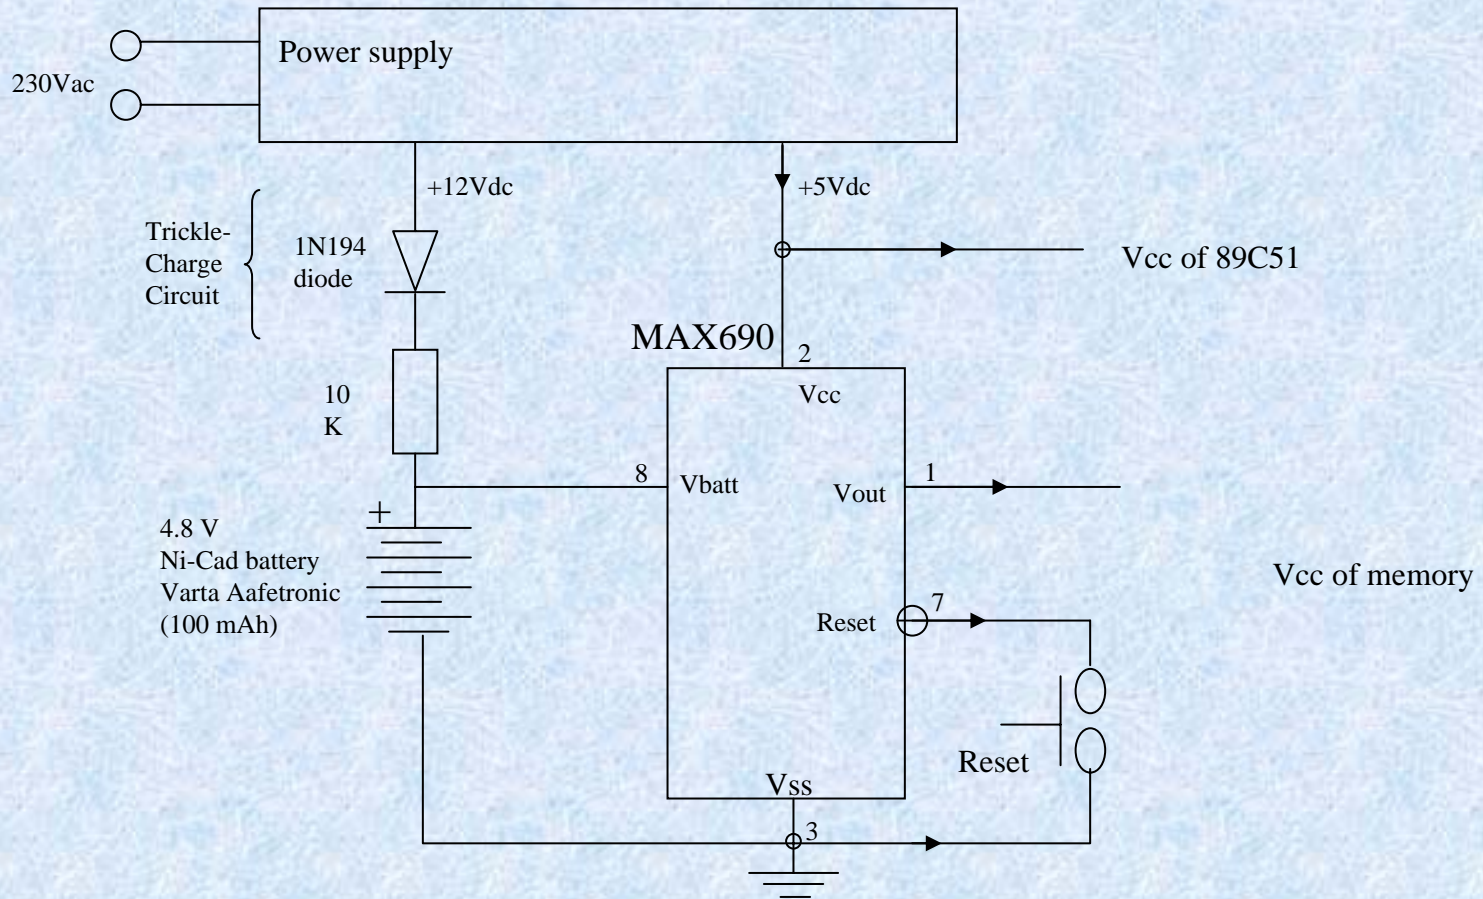 Power supply
230Vac
+12Vdc
+5Vdc
Trickle-
Charge
Circuit
1N194
diode
Vcc of 89C51
MAX690
2
Vcc
10
K
8
Vbatt
1
Vout
+
4.8 V
Ni-Cad battery
Varta Aafetronic
(100 mAh)
Vcc of memory
7
Reset
Reset
Vss
3